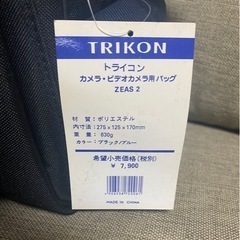 TRIKON
トライコン
カメラ・ビデオカメラ用バッグ
ZEAS 2
材 質：ポリエステル
内寸法：275×125×170mm
重 量：830g
カラー：ブラック/ブルー
希望小売価格(税別)
¥ 7,900
MADE IN CHINA